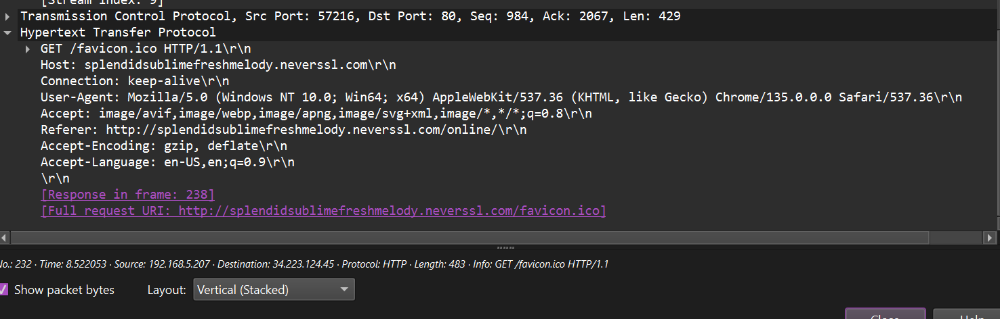 [Stream index: 9]
Transmission Control Protocol, Src Port: 57216, Dst Port: 80, Seq: 984, Ack: 2067, Len: 429
Hypertext Transfer Protocol
GET /favicon.ico HTTP/1.1\r\n
Host: splendidsublimefreshmelody.neverssl.com\r\n
Connection: keep-alive\r\n
User-Agent: Mozilla/5.0 (Windows NT 10.0; Win64; x64) AppleWebKit/537.36 (KHTML, like Gecko) Chrome/135.0.0.0 Safari/537.36\r\n
Accept: image/avif,image/webp,image/apng,image/svg+xml,image/*,*/*;q=0.8\r\n
Referer: http://splendidsublimefreshmelody.neverssl.com/online/\r\n
Accept-Encoding: gzip, deflate\r\n
Accept-Language: en-US,en;q=0.9\r\n
\r\n
[Response in frame: 238]
[Full request URI: http://splendidsublimefreshmelody.neverssl.com/favicon.ico]
No.: 232 · Time: 8.522053 · Source: 192.168.5.207 · Destination: 34.223.124.45 · Protocol: HTTP · Length: 483 · Info: GET /favicon.ico HTTP/1.1
Show packet bytes Layout: Vertical (Stacked)
Close Help